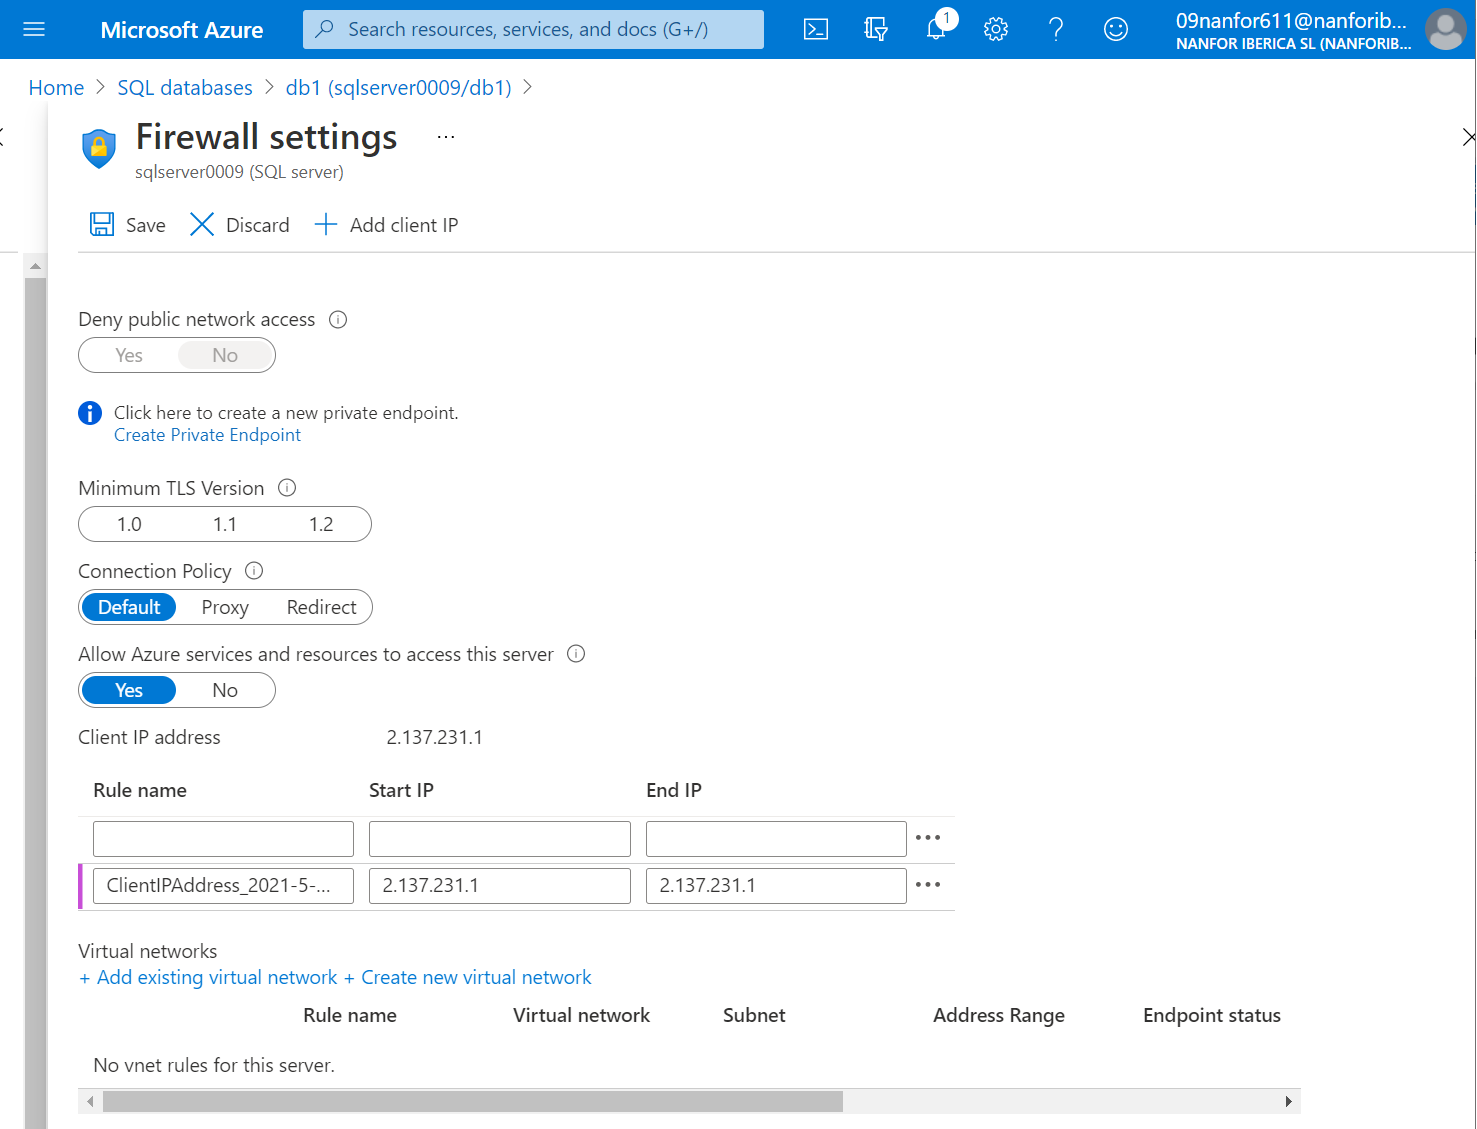 Microsoft Azure
Search resources, services, and docs (G+/)
1
09nanfor611@nanforib...
NANFOR IBERICA SL (NANFORIB...
Home > SQL databases > db1 (sqlserver0009/db1) >
Firewall settings ...
sqlserver0009 (SQL server)
Save Discard Add client IP
Deny public network access
Yes No
Click here to create a new private endpoint.
Create Private Endpoint
Minimum TLS Version
1.0 1.1 1.2
Connection Policy
Default Proxy Redirect
Allow Azure services and resources to access this server
Yes No
Client IP address 2.137.231.1
Rule name Start IP End IP
ClientIPAddress_2021-5-... 2.137.231.1 2.137.231.1
Virtual networks
+ Add existing virtual network + Create new virtual network
Rule name Virtual network Subnet Address Range Endpoint status
No vnet rules for this server.